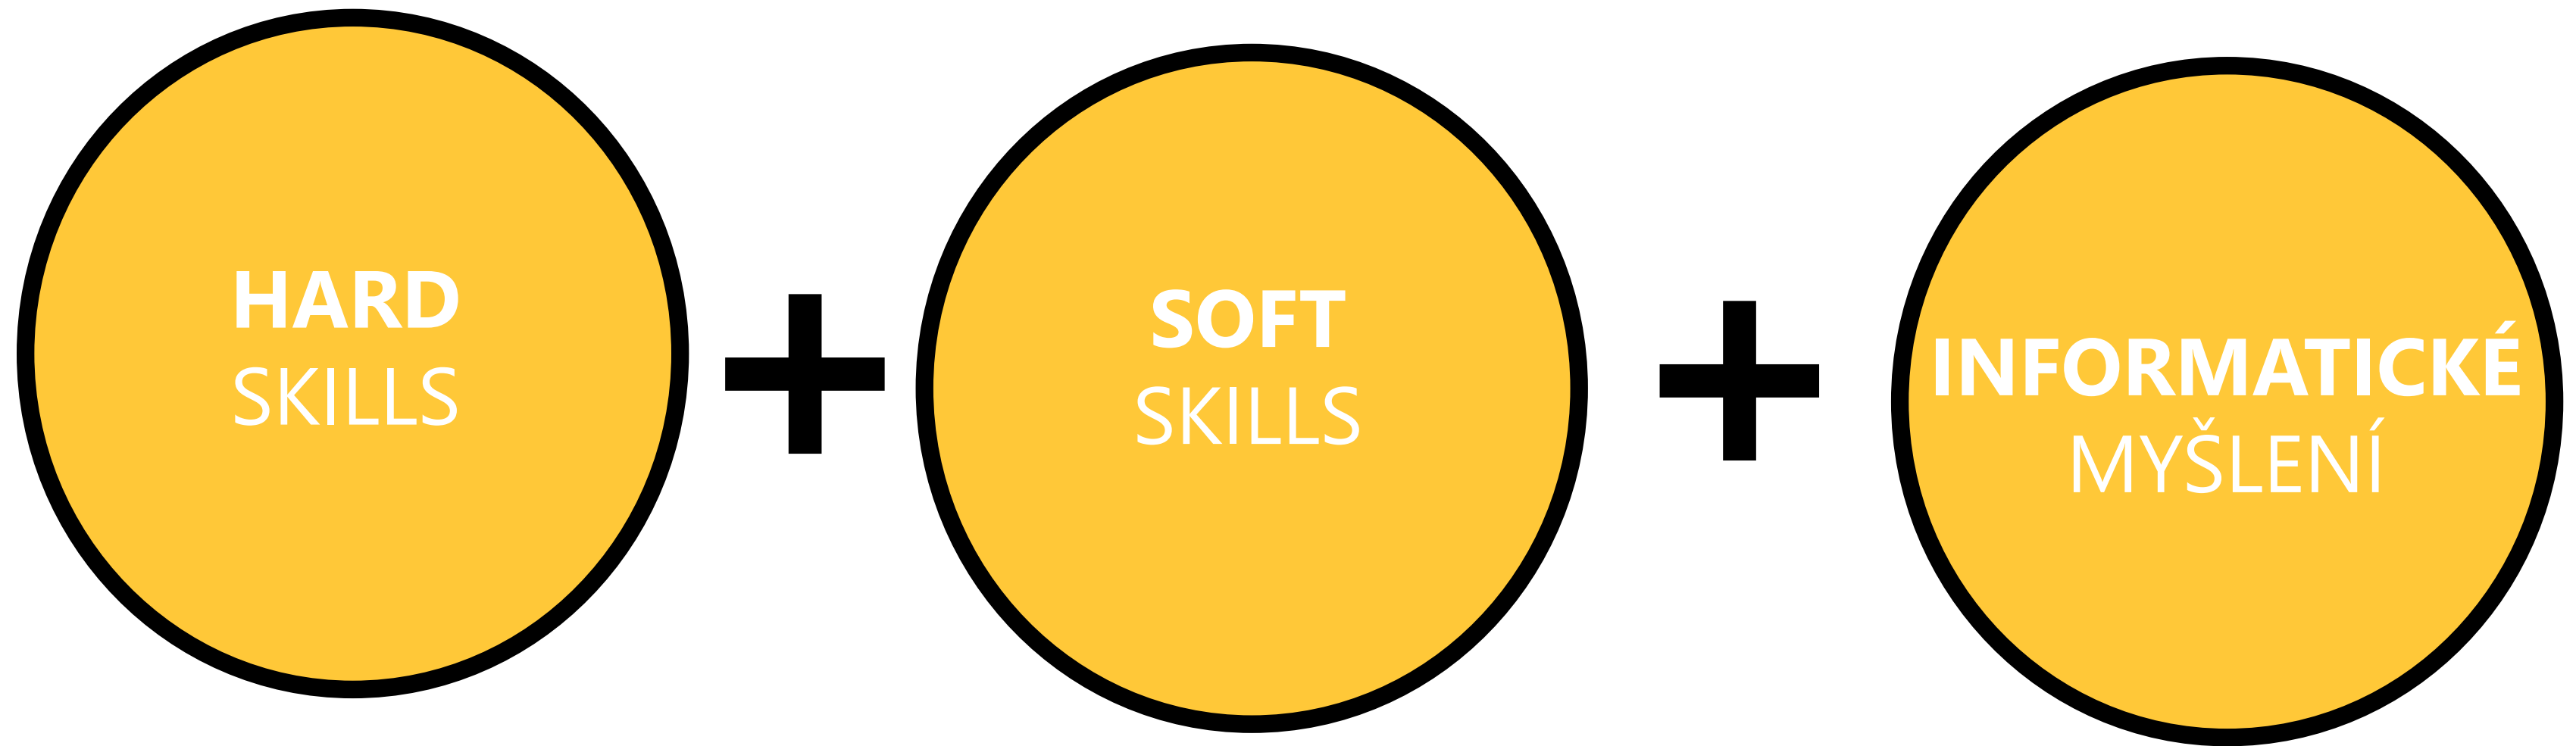 HARD
SKILLS
+
SOFT
SKILLS
+
INFORMATICKÉ
MYŠLENÍ